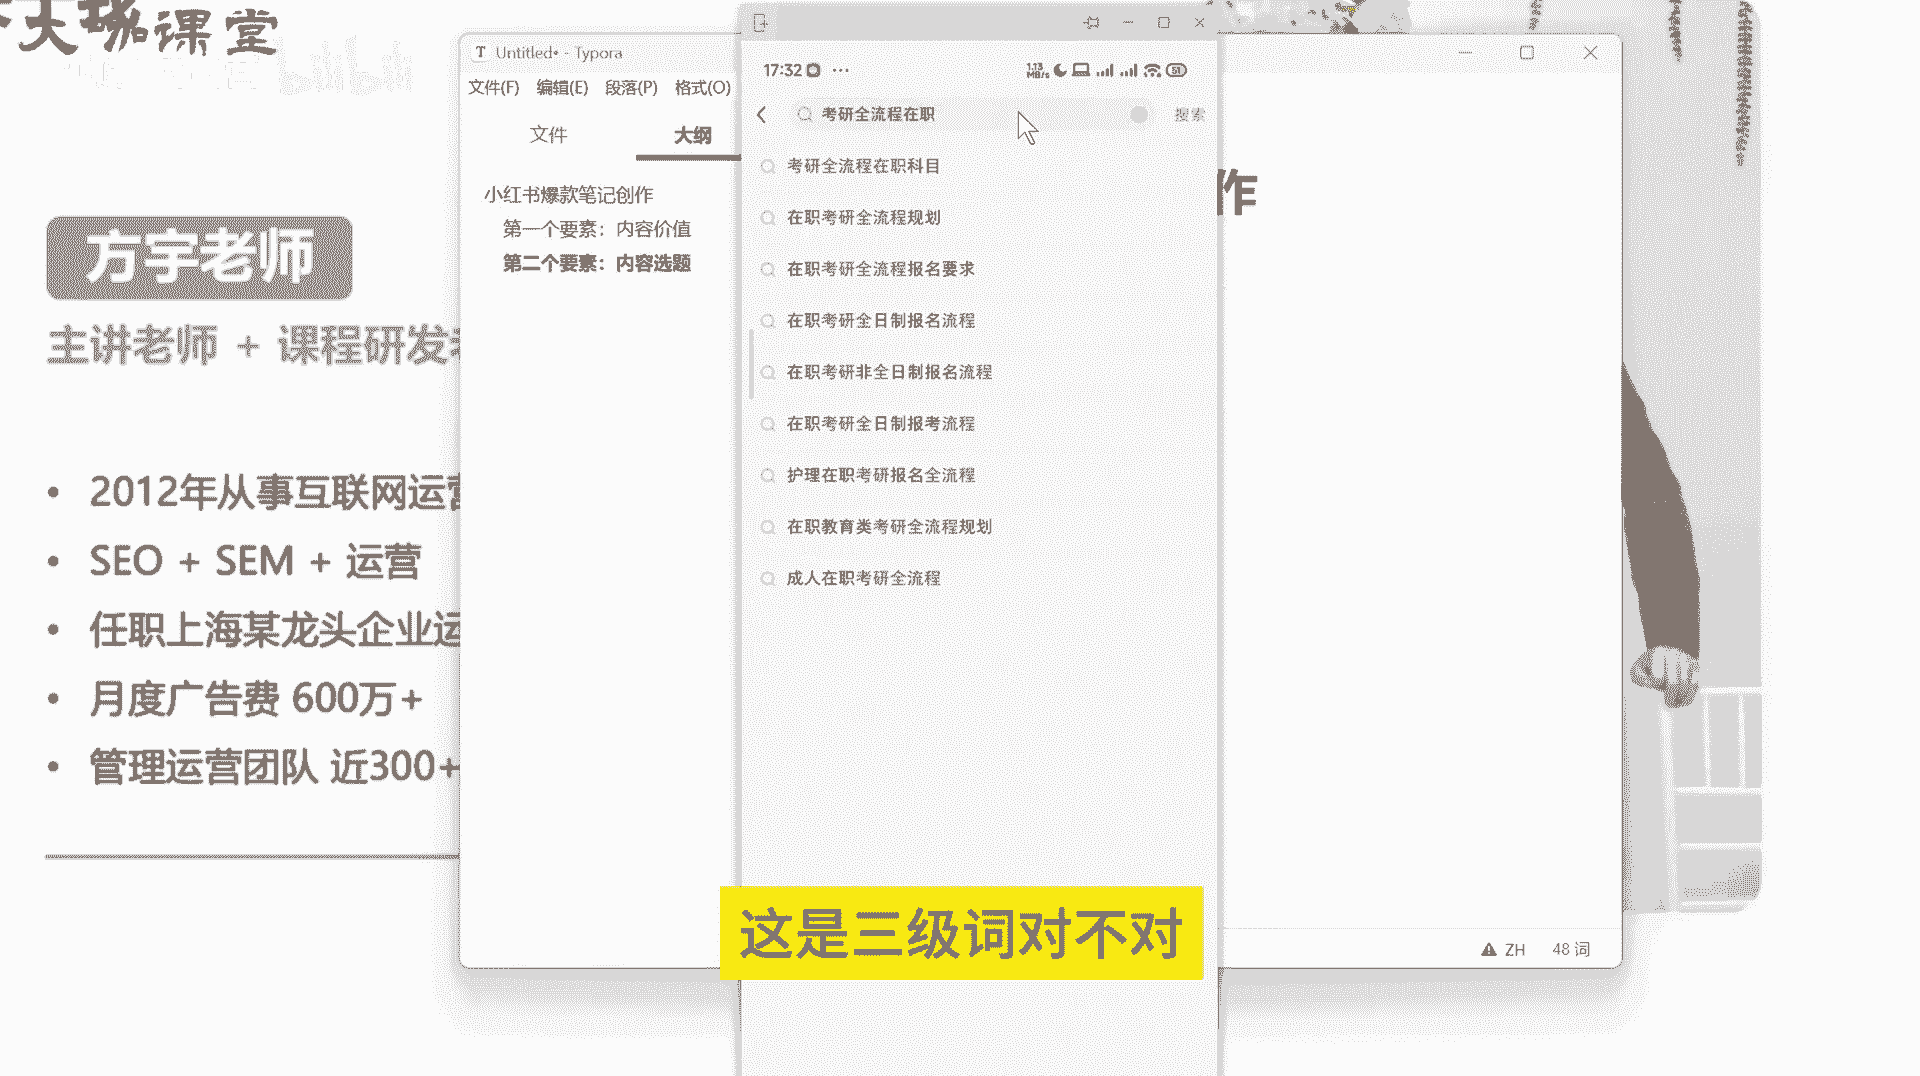 大咖课堂
bilibili
方宇老师
主讲老师 + 课程研发
2012年从事互联网运营
SEO + SEM + 运营
任职上海某龙头企业运
月度广告费 600万+
管理运营团队 近300+
Untitled• - Typora
文件(F) 编辑(E) 段落(P) 格式(O)
文件 大纲
小红书爆款笔记创作
第一个要素：内容价值
第二个要素：内容选题
作
17:32 ...
1.13 MB/s 51
考研全流程在职 搜索
考研全流程在职科目
在职考研全流程规划
在职考研全流程报名要求
在职考研全日制报名流程
在职考研非全日制报名流程
在职考研全日制报考流程
护理在职考研报名全流程
在职教育类考研全流程规划
成人在职考研全流程
这是三级词对不对
ZH 48 词